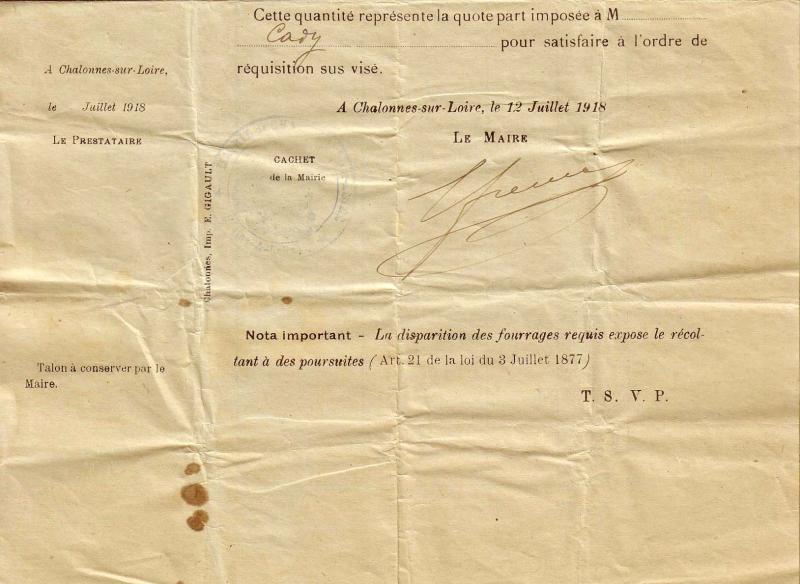 Cette quantité représente la quote part imposée à M
Cady pour satisfaire à l'ordre de
réquisition sus visé.
A Chalonnes-sur-Loire, le 12 Juillet 1918
LE MAIRE
CACHET
de la Mairie
Nota important - La disparition des fourrages requis expose le récol-
tant à des poursuites (Art. 21 de la loi du 3 Juillet 1877)
T. S. V. P.
A Chalonnes-sur-Loire,
le Juillet 1918
LE PRESTATAIRE
Talon à conserver par le
Maire.
Chalonnes, Imp. E. GIGAULT